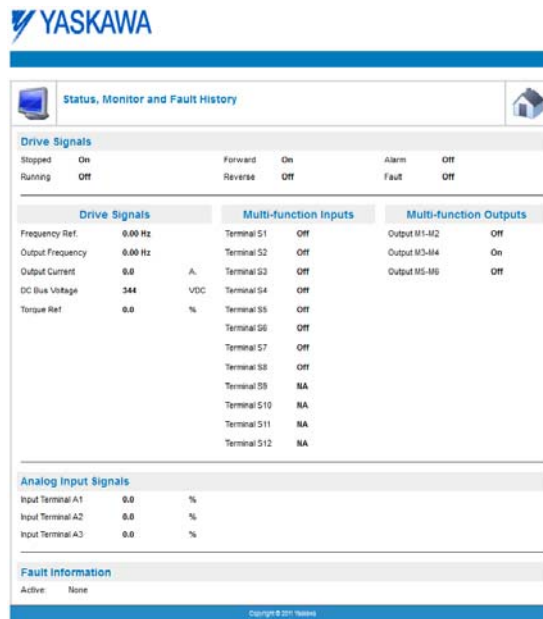 YASKAWA
Status, Monitor and Fault History
Drive Signals
Stopped On Forward On Alarm Off
Running Off Reverse Off Fault Off
Drive Signals Multi-function Inputs Multi-function Outputs
Frequency Ref. 0.00 Hz Terminal S1 Off Output M1-M2 Off
Output Frequency 0.00 Hz Terminal S2 Off Output M3-M4 On
Output Current 0.0 A. Terminal S3 Off Output M5-M6 Off
DC Bus Voltage 344 VDC Terminal S4 Off
Torque Ref 0.0 % Terminal S5 Off
Terminal S6 Off
Terminal S7 Off
Terminal S8 Off
Terminal S9 NA
Terminal S10 NA
Terminal S11 NA
Terminal S12 NA
Analog Input Signals
Input Terminal A1 0.0 %
Input Terminal A2 0.0 %
Input Terminal A3 0.0 %
Fault Information
Active: None
Copyright © 2011 Yaskawa